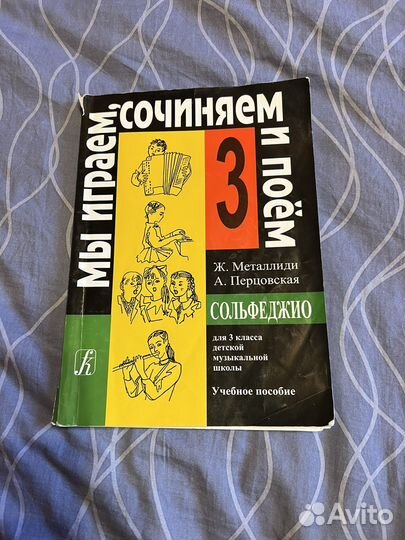 Мы играем,
сочиняем
и поём
3
Ж. Металлиди
А. Перцовская
СОЛЬФЕДЖИО
для 3 класса
детской
музыкальной
школы
Учебное пособие
Avito